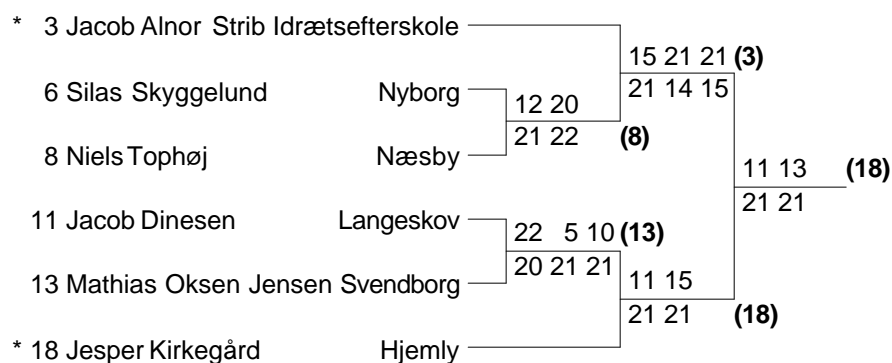 * 3 Jacob Alnor Strib Idrætsefterskole
15 21 21 (3)
6 Silas Skyggelund Nyborg
12 20
21 14 15
21 22 (8)
8 Niels Tophøj Næsby
11 13 (18)
21 21
11 Jacob Dinesen Langeskov
22 5 10 (13)
20 21 21
13 Mathias Oksen Jensen Svendborg
11 15
21 21 (18)
* 18 Jesper Kirkegård Hjemly